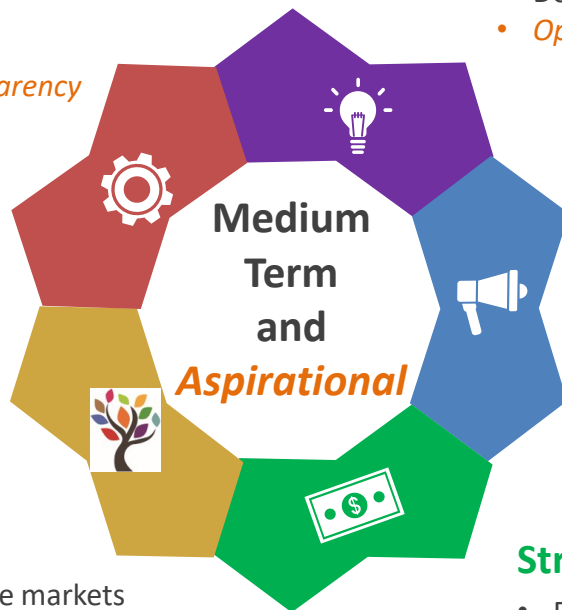 • Op
arency
Medium
Term
and
Aspirational
$
Str
e markets
•